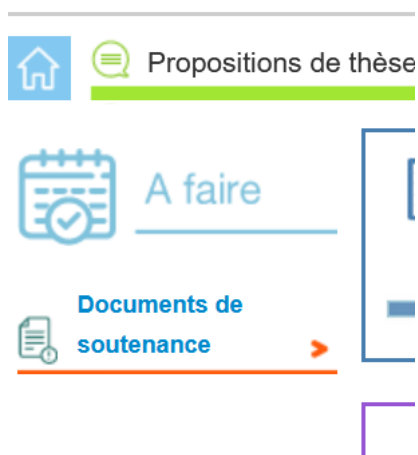 Propositions de thèse
A faire
Documents de
soutenance